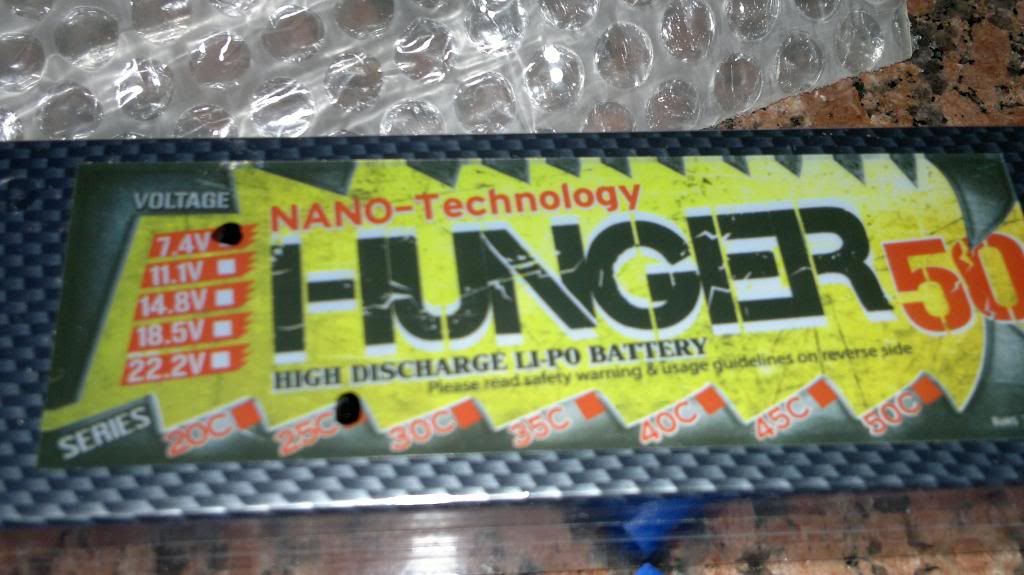 VOLTAGE
7.4V
11.1V
14.8V
18.5V
22.2V
NANO-Technology
HUNGER 50
HIGH DISCHARGE LI-PO BATTERY
Please read safety warning & usage guidelines on reverse side
SERIES 20C 25C 30C 35C 40C 45C 50C